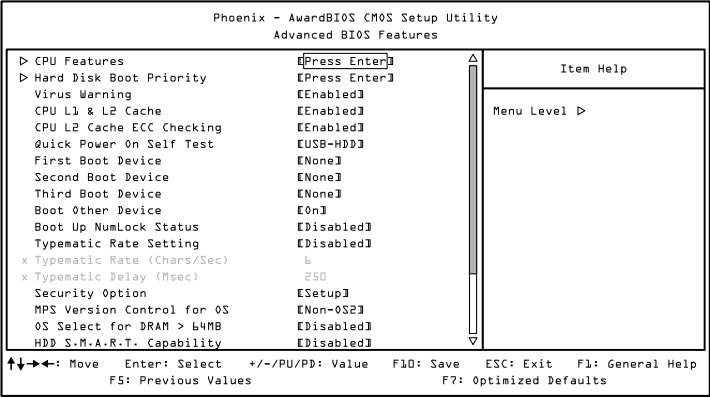 Phoenix - AwardBIOS CMOS Setup Utility
Advanced BIOS Features
CPU Features [Press Enter]
Hard Disk Boot Priority [Press Enter]
Virus Warning [Enabled]
CPU L1 & L2 Cache [Enabled]
CPU L2 Cache ECC Checking [Enabled]
Quick Power On Self Test [USB-HDD]
First Boot Device [None]
Second Boot Device [None]
Third Boot Device [None]
Boot Other Device [On]
Boot Up NumLock Status [Disabled]
Typematic Rate Setting [Disabled]
x Typematic Rate (Chars/Sec) 6
x Typematic Delay (Msec) 250
Security Option [Setup]
MPS Version Control for OS [Non-OS2]
OS Select for DRAM > 64MB [Disabled]
HDD S.M.A.R.T. Capability [Disabled]
Item Help
Menu Level ▷
↑↓→←: Move Enter: Select +/-/PU/PD: Value F10: Save ESC: Exit F1: General Help
F5: Previous Values F7: Optimized Defaults